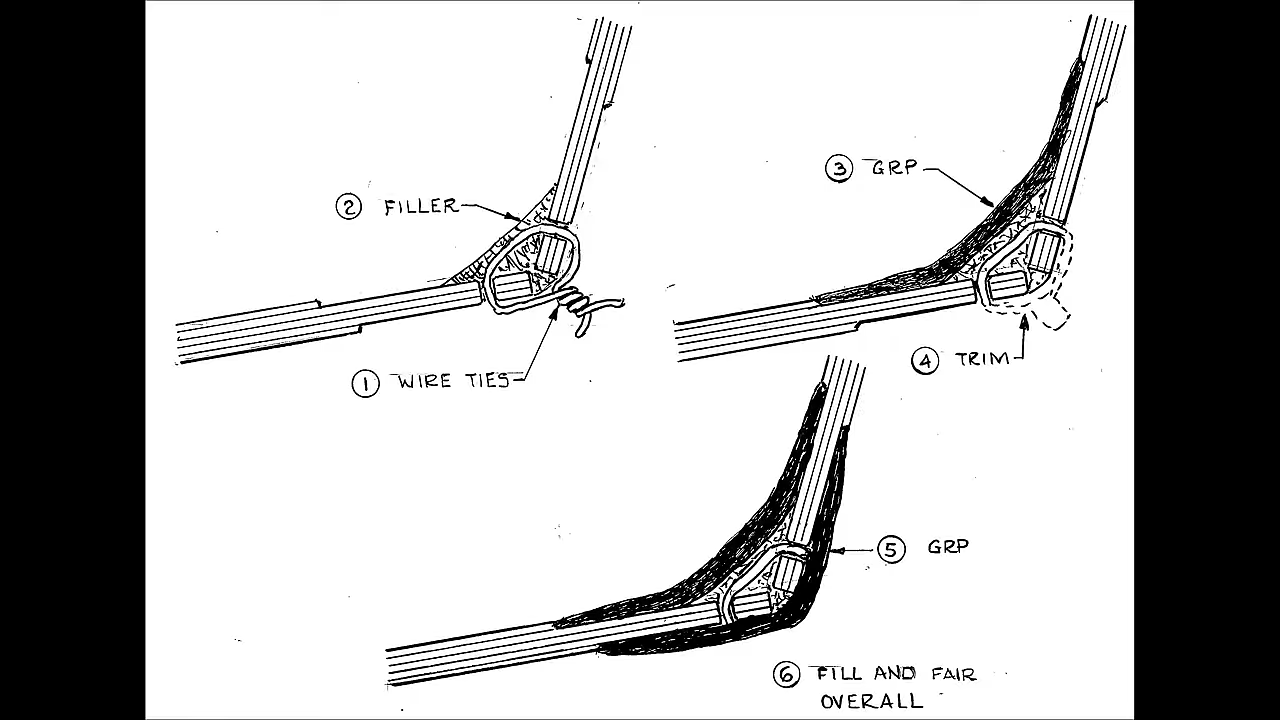 ② FILLER
① WIRE TIES
③ GRP
④ TRIM
⑤ GRP
⑥ FILL AND FAIR
OVERALL